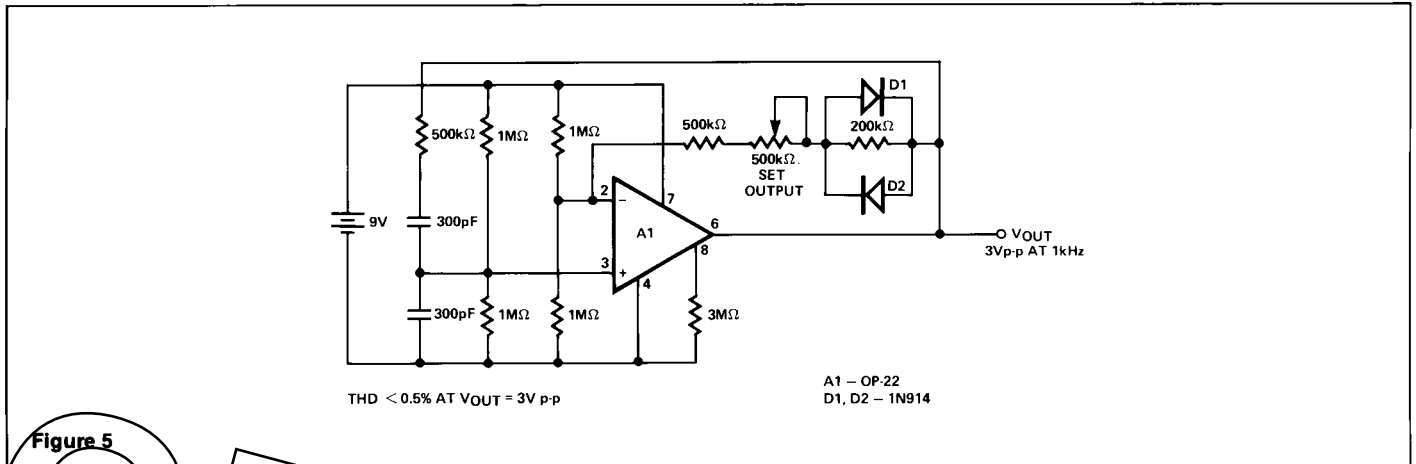 D1
500kΩ
200kΩ
500kΩ
1MΩ
1MΩ
500kΩ.
SET
OUTPUT
D2
2
7
–
9V
300pF
A1
6
VOUT
3Vp-p AT 1kHz
8
3
+
4
300pF
1MΩ
1MΩ
3MΩ
A1 – OP-22
D1, D2 – 1N914
THD < 0.5% AT VOUT = 3V p-p
Figure 5